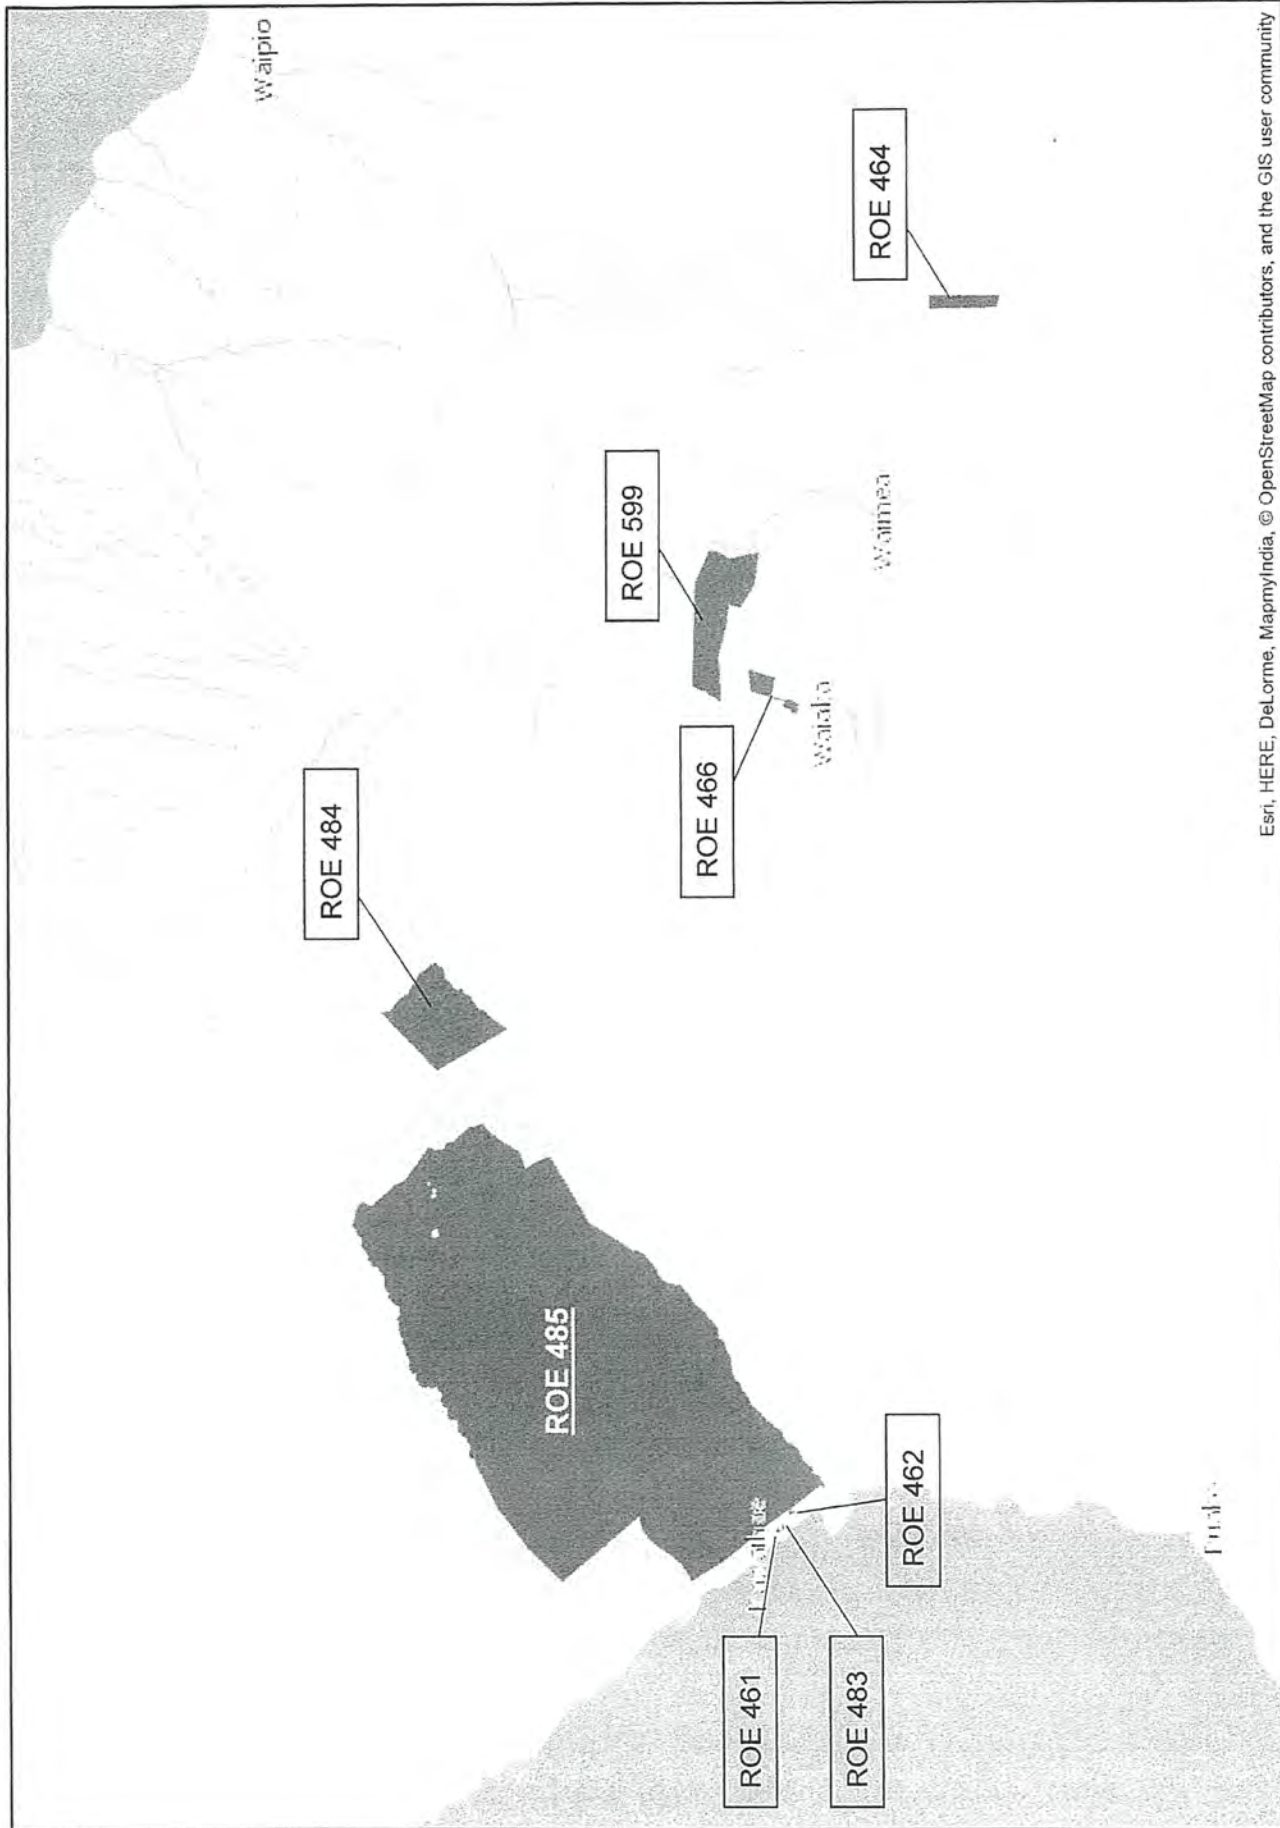 Waipio
ROE 464
ROE 599
Waimea
ROE 484
ROE 466
Waiaka
ROE 485
ROE 462
ROE 461
ROE 483
Esri, HERE, DeLorme, MapmyIndia, © OpenStreetMap contributors, and the GIS user community